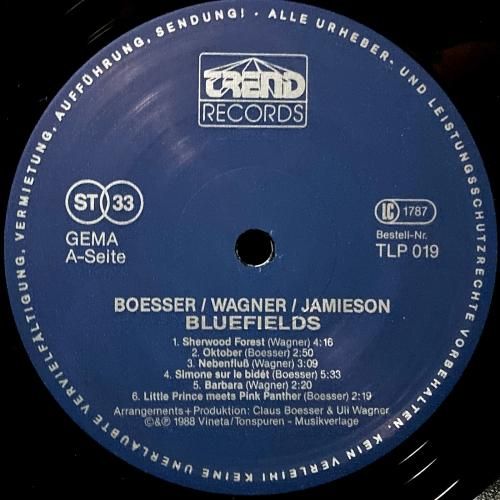 ALLE URHEBER- UND LEISTUNGSSCHUTZRECHTE VORBEHALTEN. KEIN VERLEIH! KEINE UNERLAUBTE VERVIELFÄLTIGUNG, VERMIETUNG, AUFFÜHRUNG, SENDUNG! -
TREND
RECORDS
ST 33
GEMA
A-Seite
LC 1787
Bestell-Nr.
TLP 019
BOESSER / WAGNER / JAMIESON
BLUEFIELDS
1. Sherwood Forest (Wagner) 4:16
2. Oktober (Boesser) 2:50
3. Nebenfluß (Wagner) 3:09
4. Simone sur le bidét (Boesser) 5:33
5. Barbara (Wagner) 2:20
6. Little Prince meets Pink Panther (Boesser) 2:19
Arrangements + Produktion: Claus Boesser & Uli Wagner
©&℗ 1988 Vineta/Tonspuren - Musikverlage